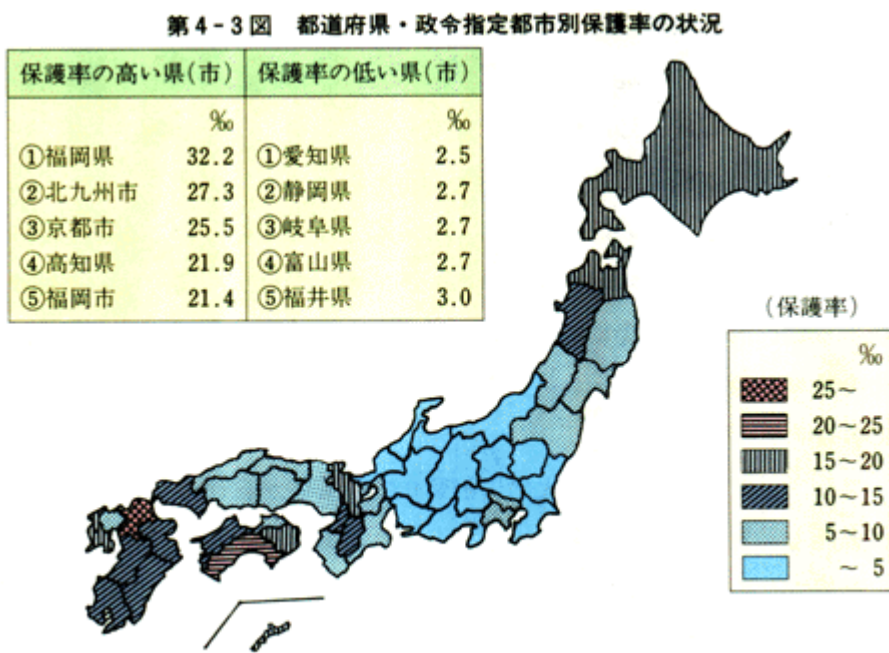 第4-3図 都道府県・政令指定都市別保護率の状況
保護率の高い県(市) 保護率の低い県(市)
‰ ‰
①福岡県 32.2 ①愛知県 2.5
②北九州市 27.3 ②静岡県 2.7
③京都市 25.5 ③岐阜県 2.7
④高知県 21.9 ④富山県 2.7
⑤福岡市 21.4 ⑤福井県 3.0
(保護率)
‰
25~
20~25
15~20
10~15
5~10
~5